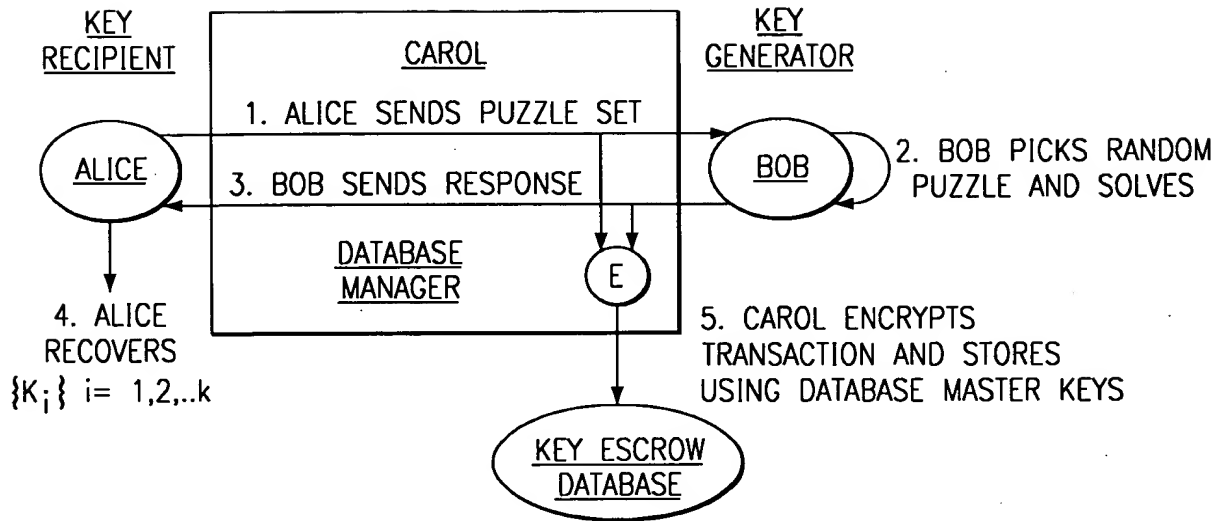 KEY
RECIPIENT
CAROL
KEY
GENERATOR
1. ALICE SENDS PUZZLE SET
ALICE
BOB
2. BOB PICKS RANDOM
PUZZLE AND SOLVES
3. BOB SENDS RESPONSE
DATABASE
MANAGER
E
4. ALICE
RECOVERS
{Ki} i= 1,2,..k
5. CAROL ENCRYPTS
TRANSACTION AND STORES
USING DATABASE MASTER KEYS
KEY ESCROW
DATABASE